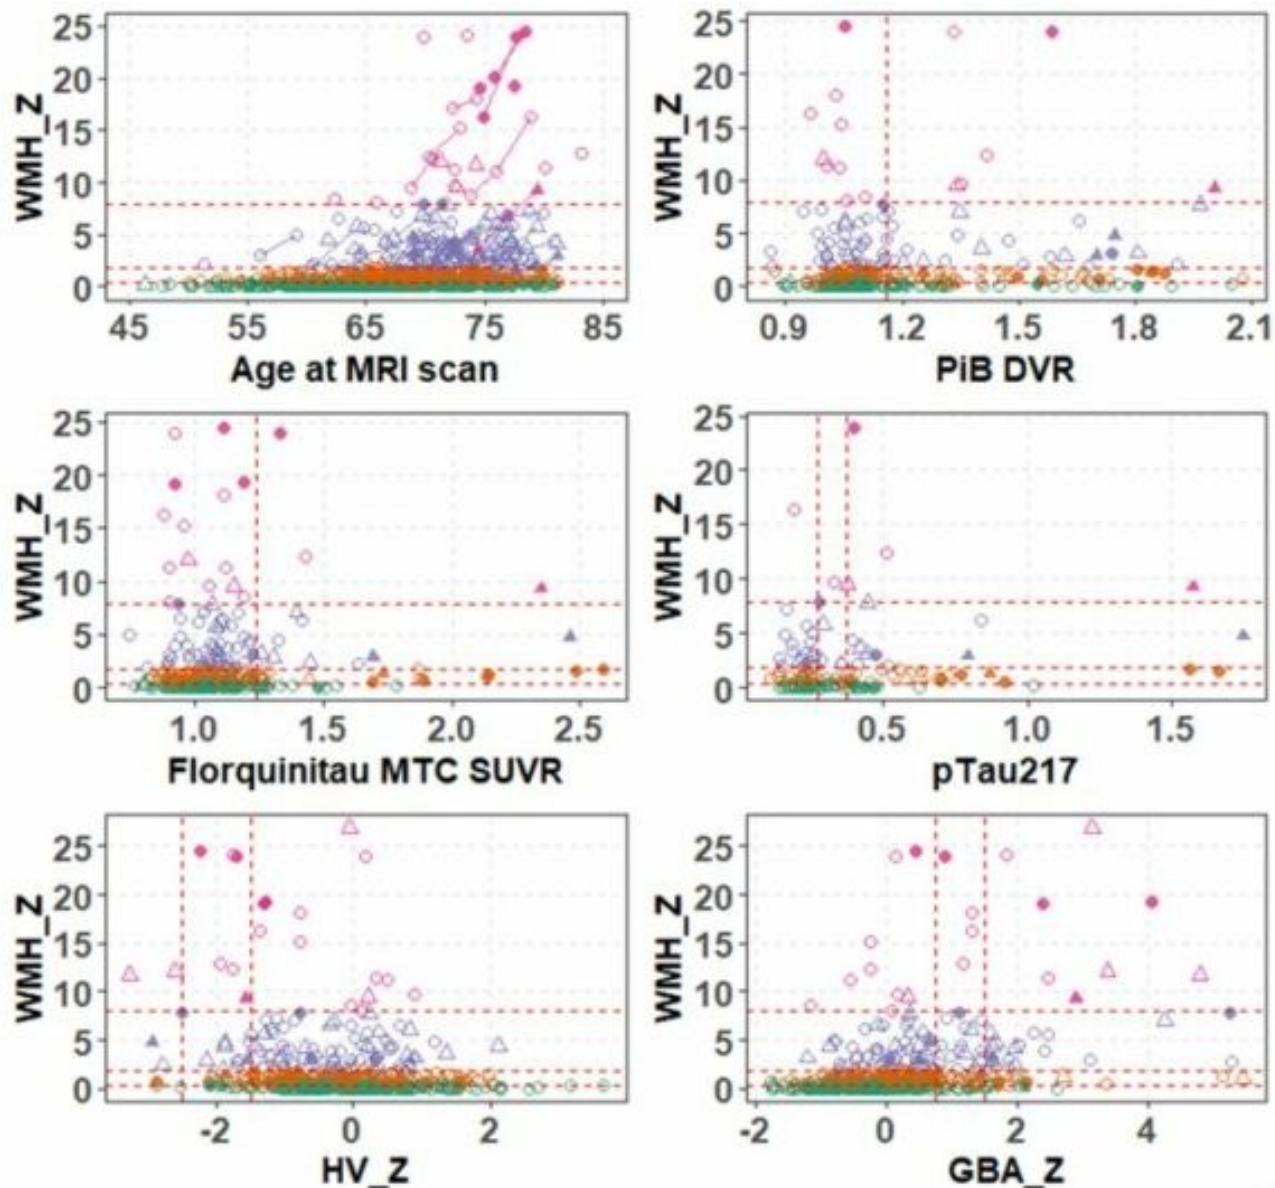 WMH_Z
25
20
15
10
5
0
45 55 65 75 85
Age at MRI scan
WMH_Z
25
20
15
10
5
0
0.9 1.2 1.5 1.8 2.1
PiB DVR
WMH_Z
25
20
15
10
5
0
1.0 1.5 2.0 2.5
Florquinitau MTC SUVR
WMH_Z
25
20
15
10
5
0
0.5 1.0 1.5
pTau217
WMH_Z
25
20
15
10
5
0
-2 0 2
HV_Z
WMH_Z
25
20
15
10
5
0
-2 0 2 4
GBA_Z